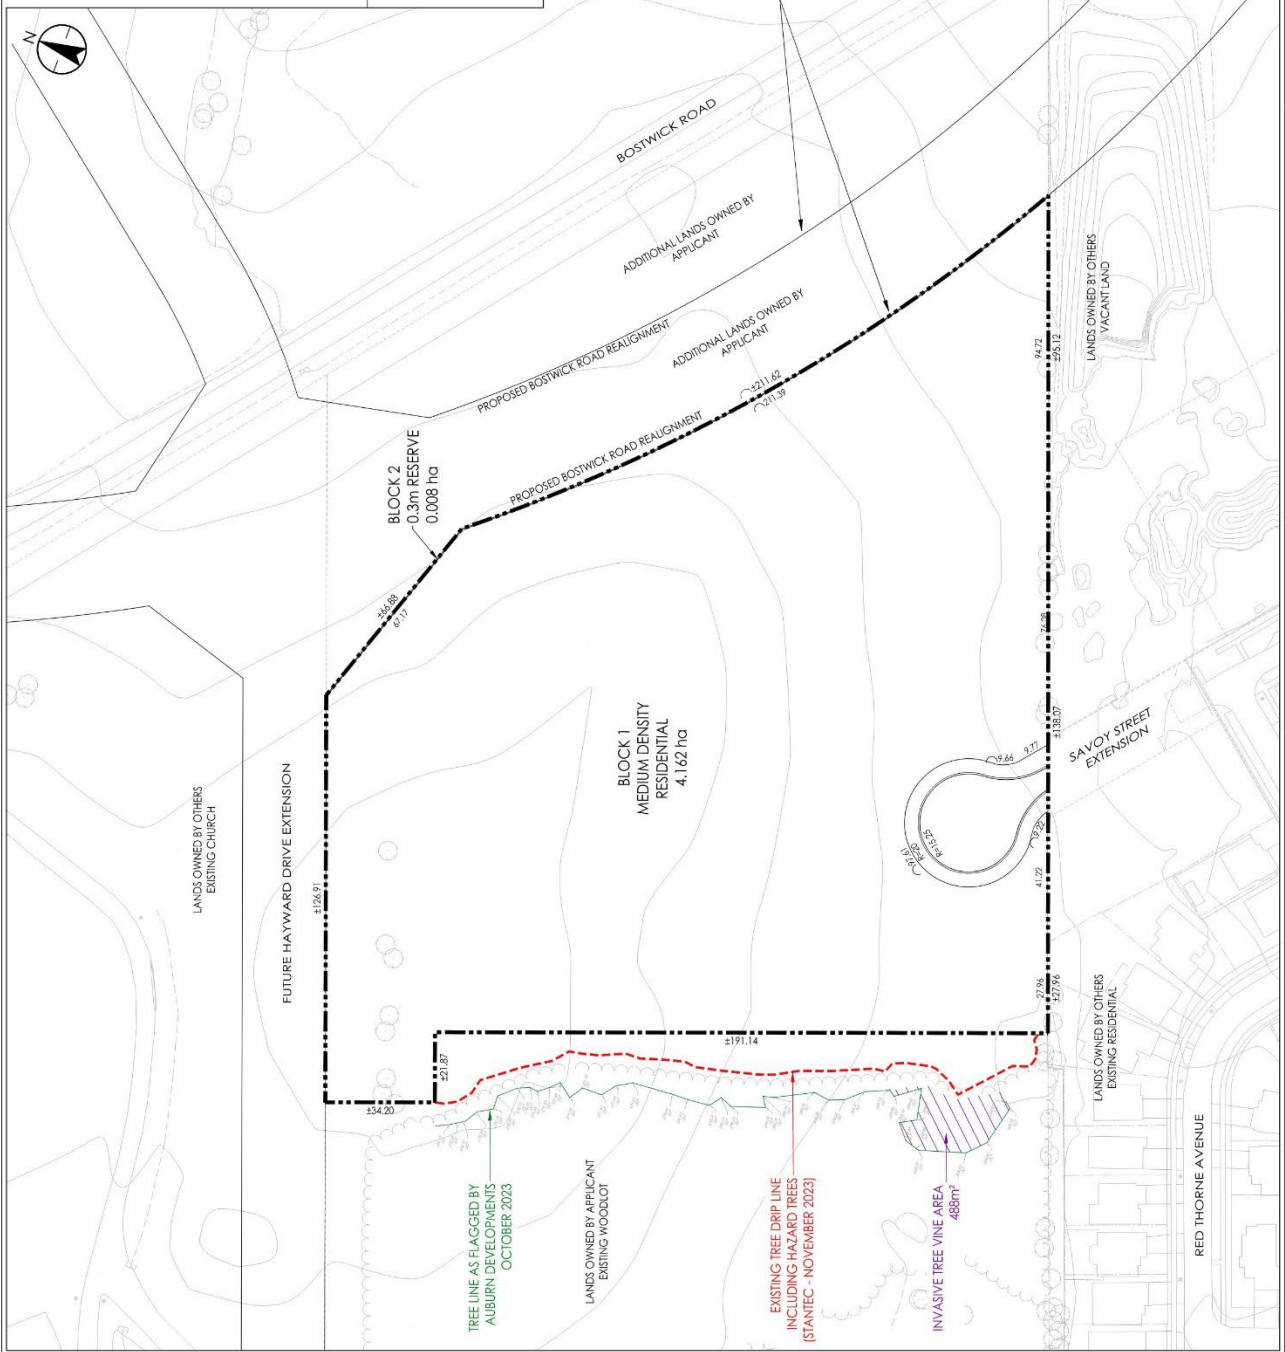 N
BOSTWICK ROAD
ADDITIONAL LANDS OWNED BY
APPLICANT
PROPOSED BOSTWICK ROAD REALIGNMENT
ADDITIONAL LANDS OWNED BY
APPLICANT
LANDS OWNED BY OTHERS
VACANT LAND
PROPOSED BOSTWICK ROAD REALIGNMENT
±211.62
211.39
94.72
±95.12
BLOCK 2
0.3m RESERVE
0.008 ha
±66.88
67.17
LANDS OWNED BY OTHERS
EXISTING CHURCH
FUTURE HAYWARD DRIVE EXTENSION
±126.91
BLOCK 1
MEDIUM DENSITY
RESIDENTIAL
4.162 ha
76.08
±138.07
SAVOY STREET
EXTENSION
9.66
9.77
97.61
R=20
R=15.25
9.22
41.22
27.96
±27.96
±34.20
±21.87
±191.14
TREE LINE AS FLAGGED BY
AUBURN DEVELOPMENTS
OCTOBER 2023
LANDS OWNED BY APPLICANT
EXISTING WOODLOT
EXISTING TREE DRIP LINE
INCLUDING HAZARD TREES
(STANTEC - NOVEMBER 2023)
INVASIVE TREE VINE AREA
488m²
LANDS OWNED BY OTHERS
EXISTING RESIDENTIAL
RED THORNE AVENUE